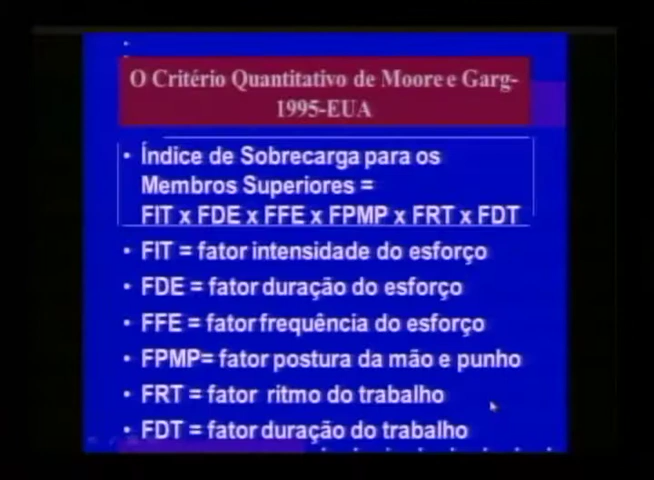 O Critério Quantitativo de Moore e Garg-
1995-EUA
• Índice de Sobrecarga para os
Membros Superiores =
FIT x FDE x FFE x FPMP x FRT x FDT
• FIT = fator intensidade do esforço
• FDE = fator duração do esforço
• FFE = fator frequência do esforço
• FPMP= fator postura da mão e punho
• FRT = fator ritmo do trabalho
• FDT = fator duração do trabalho